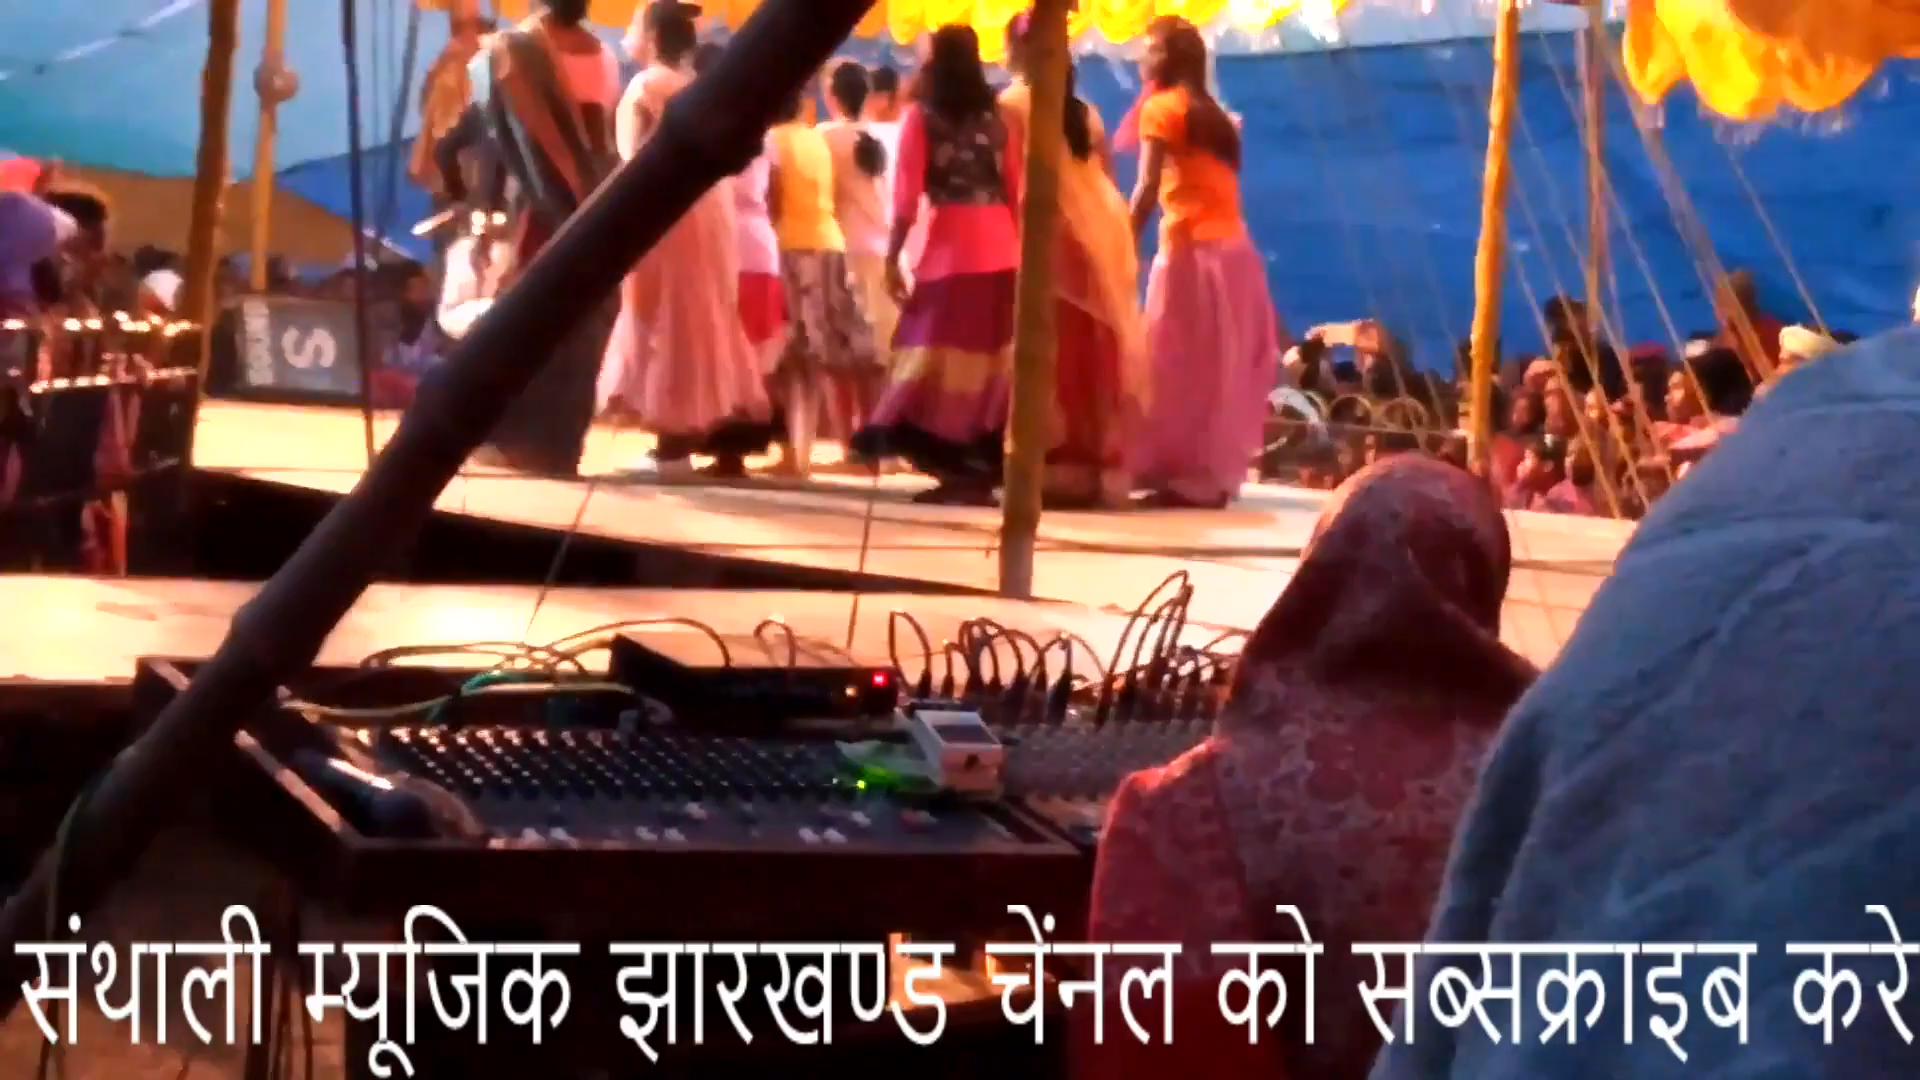 S
संथाली म्यूजिक झारखण्ड चेंनल को सब्सक्राइब करे